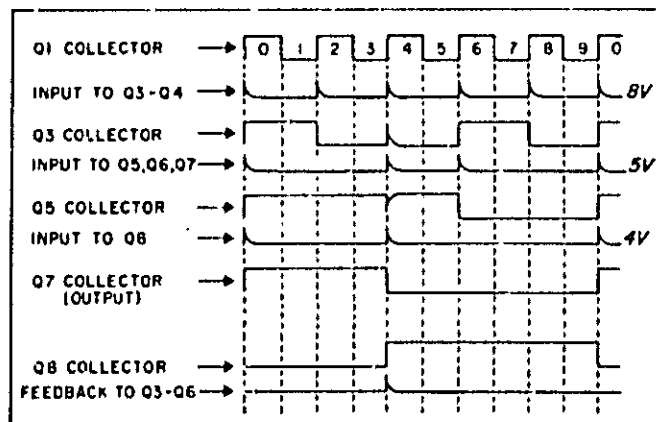 Q1 COLLECTOR
0 1 2 3 4 5 6 7 8 9 0
INPUT TO Q3-Q4
8V
Q3 COLLECTOR
INPUT TO Q5,Q6,Q7
5V
Q5 COLLECTOR
INPUT TO Q8
4V
Q7 COLLECTOR
(OUTPUT)
Q8 COLLECTOR
FEEDBACK TO Q3-Q6